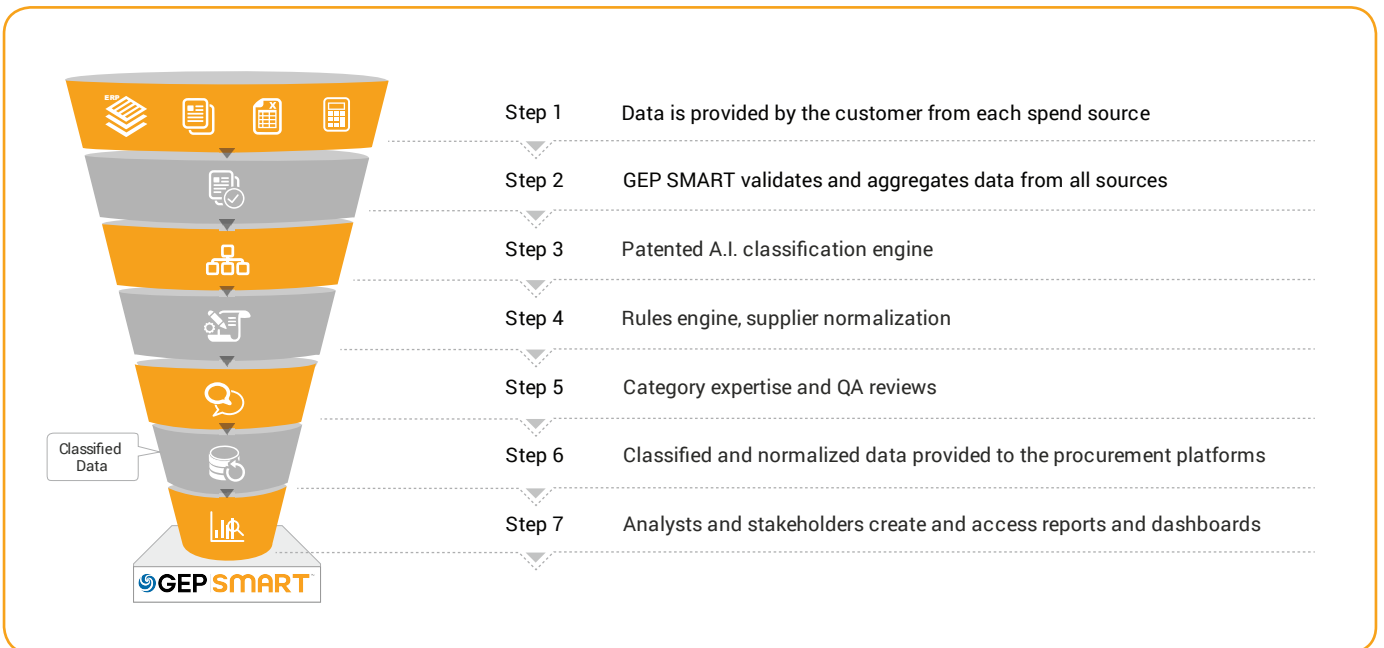 ERP
Step 1 Data is provided by the customer from each spend source
Step 2 GEP SMART validates and aggregates data from all sources
Step 3 Patented A.I. classification engine
Step 4 Rules engine, supplier normalization
Step 5 Category expertise and QA reviews
Classified
Data
Step 6 Classified and normalized data provided to the procurement platforms
Step 7 Analysts and stakeholders create and access reports and dashboards
GEP SMART